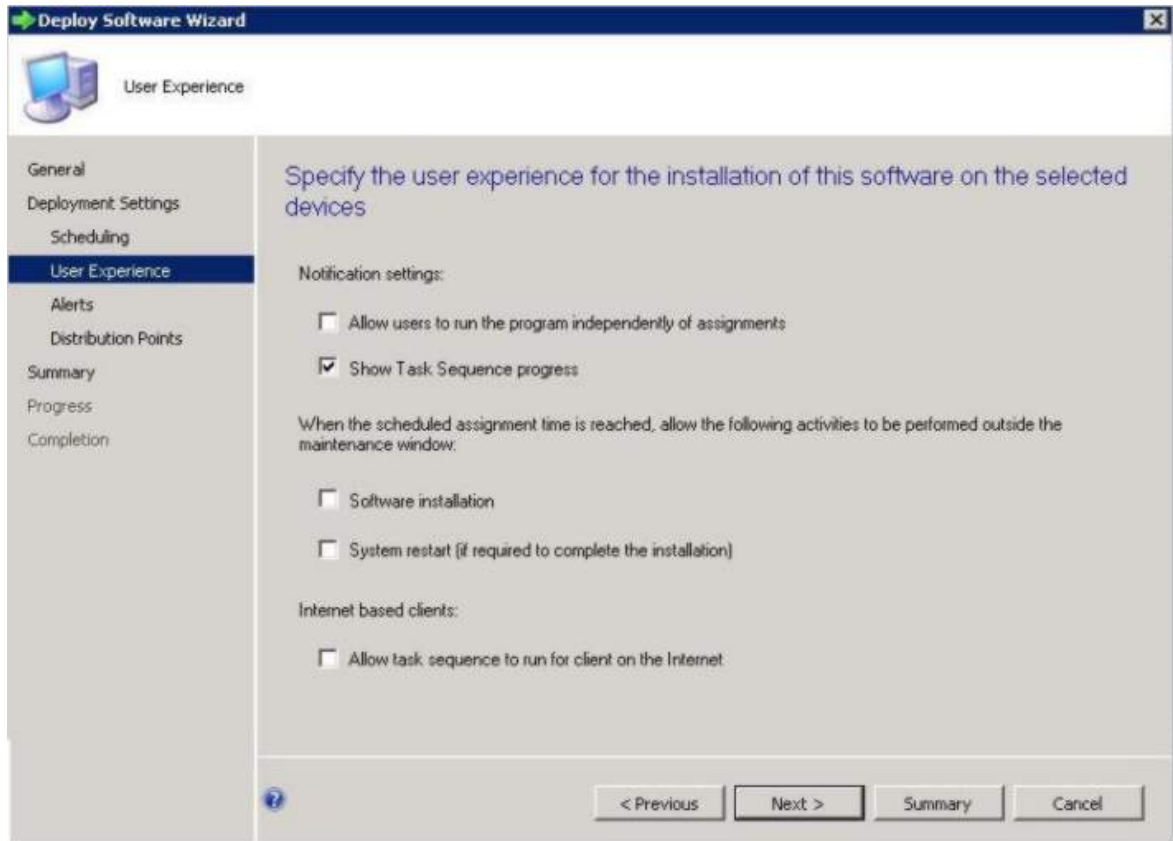 Deploy Software Wizard
User Experience
General
Deployment Settings
Scheduling
User Experience
Alerts
Distribution Points
Summary
Progress
Completion
Specify the user experience for the installation of this software on the selected
devices
Notification settings:
Allow users to run the program independently of assignments
Show Task Sequence progress
When the scheduled assignment time is reached, allow the following activities to be performed outside the
maintenance window:
Software installation
System restart (if required to complete the installation)
Internet based clients:
Allow task sequence to run for client on the Internet
< Previous
Next >
Summary
Cancel